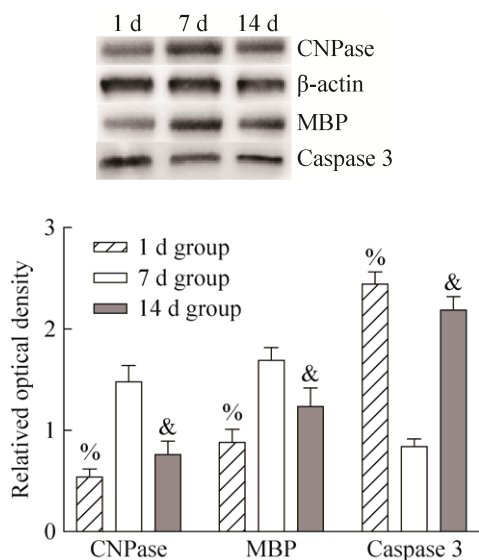 1 d 7 d 14 d
CNPase
β-actin
MBP
Caspase 3
3
2
1
0
Relatived optical density
1 d group
7 d group
14 d group
% &
% &
% &
CNPase MBP Caspase 3